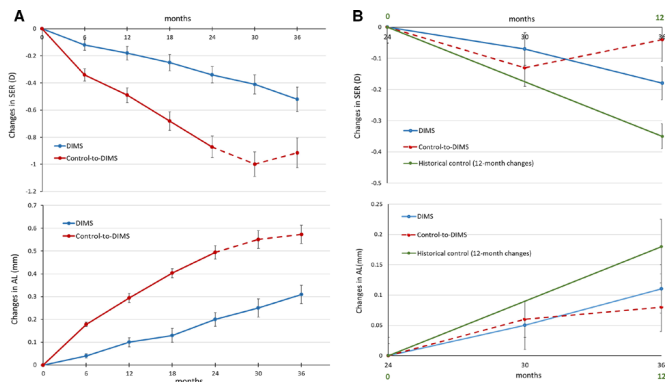 A
months
0 6 12 18 24 30 36
0
-0.2
-0.4
-0.6
-0.8
-1
-1.2
Changes in SER (D)
DIMS
Control-to-DIMS
0.7
0.6
0.5
0.4
0.3
0.2
0.1
0
Changes in AL (mm)
DIMS
Control-to-DIMS
0 6 12 18 24 30 36
months
B
0 months 12
24 30 36
0
-0.1
-0.2
-0.3
-0.4
-0.5
Changes in SER (D)
DIMS
Control-to-DIMS
Historical control (12-month changes)
0.25
0.2
0.15
0.1
0.05
0
Changes in AL(mm)
DIMS
Control-to-DIMS
Historical control (12-month changes)
24 30 36
0 months 12